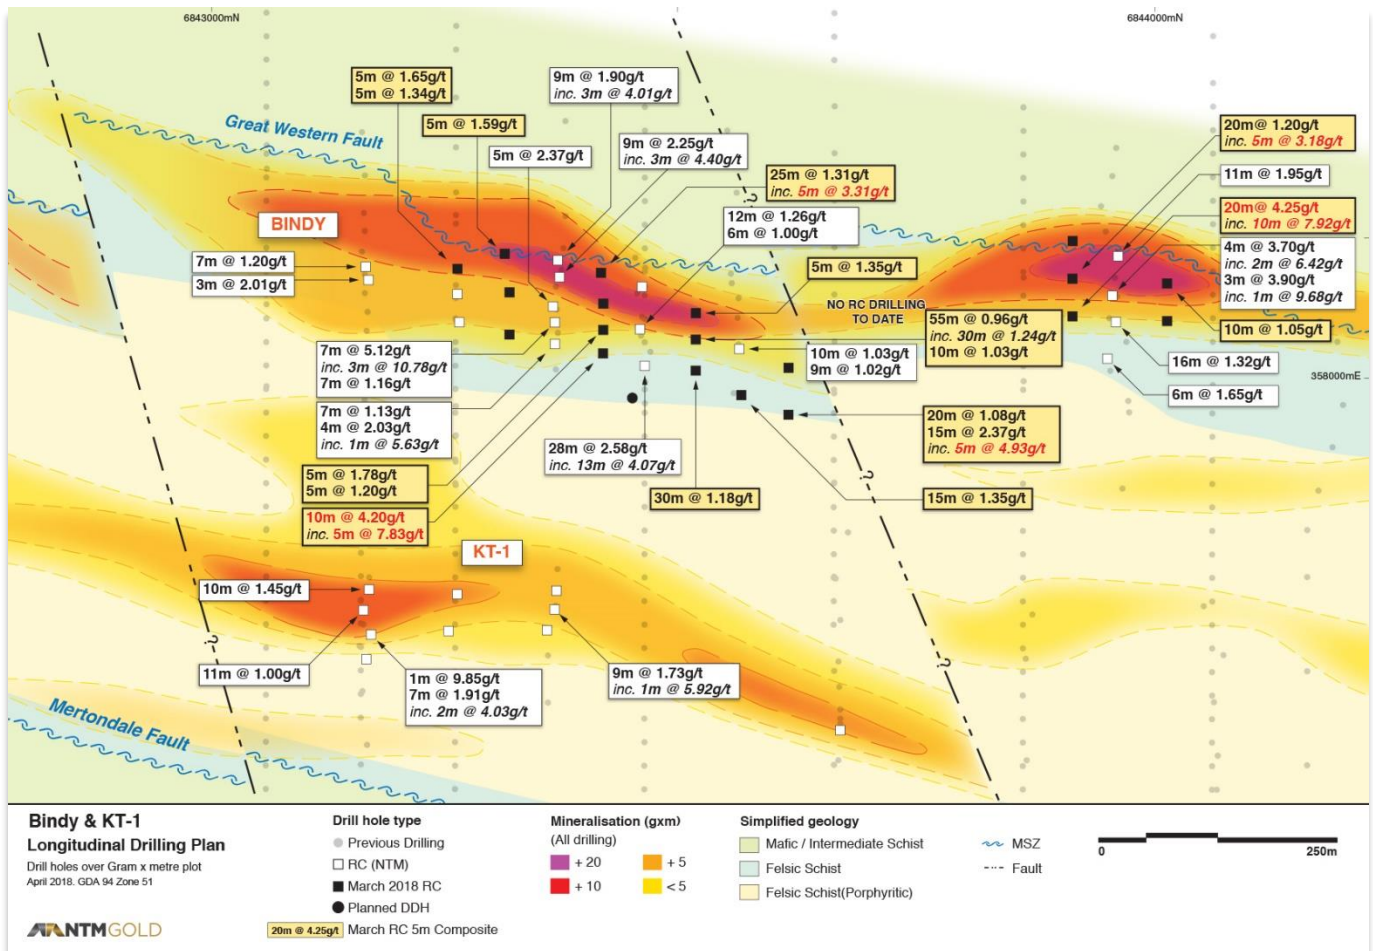 6843000mN
6844000mN
5m @ 1.65g/t
5m @ 1.34g/t
9m @ 1.90g/t
inc. 3m @ 4.01g/t
Great Western Fault
5m @ 1.59g/t
5m @ 2.37g/t
9m @ 2.25g/t
inc. 3m @ 4.40g/t
25m @ 1.31g/t
inc. 5m @ 3.31g/t
12m @ 1.26g/t
6m @ 1.00g/t
20m@ 1.20g/t
inc. 5m @ 3.18g/t
11m @ 1.95g/t
20m@ 4.25g/t
inc. 10m @ 7.92g/t
4m @ 3.70g/t
inc. 2m @ 6.42g/t
3m @ 3.90g/t
inc. 1m @ 9.68g/t
BINDY
7m @ 1.20g/t
3m @ 2.01g/t
5m @ 1.35g/t
NO RC DRILLING
TO DATE
55m @ 0.96g/t
inc. 30m @ 1.24g/t
10m @ 1.03g/t
10m @ 1.05g/t
7m @ 5.12g/t
inc. 3m @ 10.78g/t
7m @ 1.16g/t
10m @ 1.03g/t
9m @ 1.02g/t
16m @ 1.32g/t
358000mE
6m @ 1.65g/t
7m @ 1.13g/t
4m @ 2.03g/t
inc. 1m @ 5.63g/t
20m @ 1.08g/t
15m @ 2.37g/t
inc. 5m @ 4.93g/t
28m @ 2.58g/t
inc. 13m @ 4.07g/t
5m @ 1.78g/t
5m @ 1.20g/t
30m @ 1.18g/t
15m @ 1.35g/t
?
10m @ 4.20g/t
inc. 5m @ 7.83g/t
KT-1
10m @ 1.45g/t
?
?
11m @ 1.00g/t
1m @ 9.85g/t
7m @ 1.91g/t
inc. 2m @ 4.03g/t
9m @ 1.73g/t
inc. 1m @ 5.92g/t
Mertondale Fault
Bindy & KT-1
Longitudinal Drilling Plan
Drill holes over Gram x metre plot
April 2018. GDA 94 Zone 51
NTMGOLD
Drill hole type
Previous Drilling
RC (NTM)
March 2018 RC
Planned DDH
20m @ 4.25g/t March RC 5m Composite
Mineralisation (gxm)
(All drilling)
+ 20
+ 5
+ 10
< 5
Simplified geology
Mafic / Intermediate Schist
Felsic Schist
Felsic Schist(Porphyritic)
MSZ
Fault
0
250m